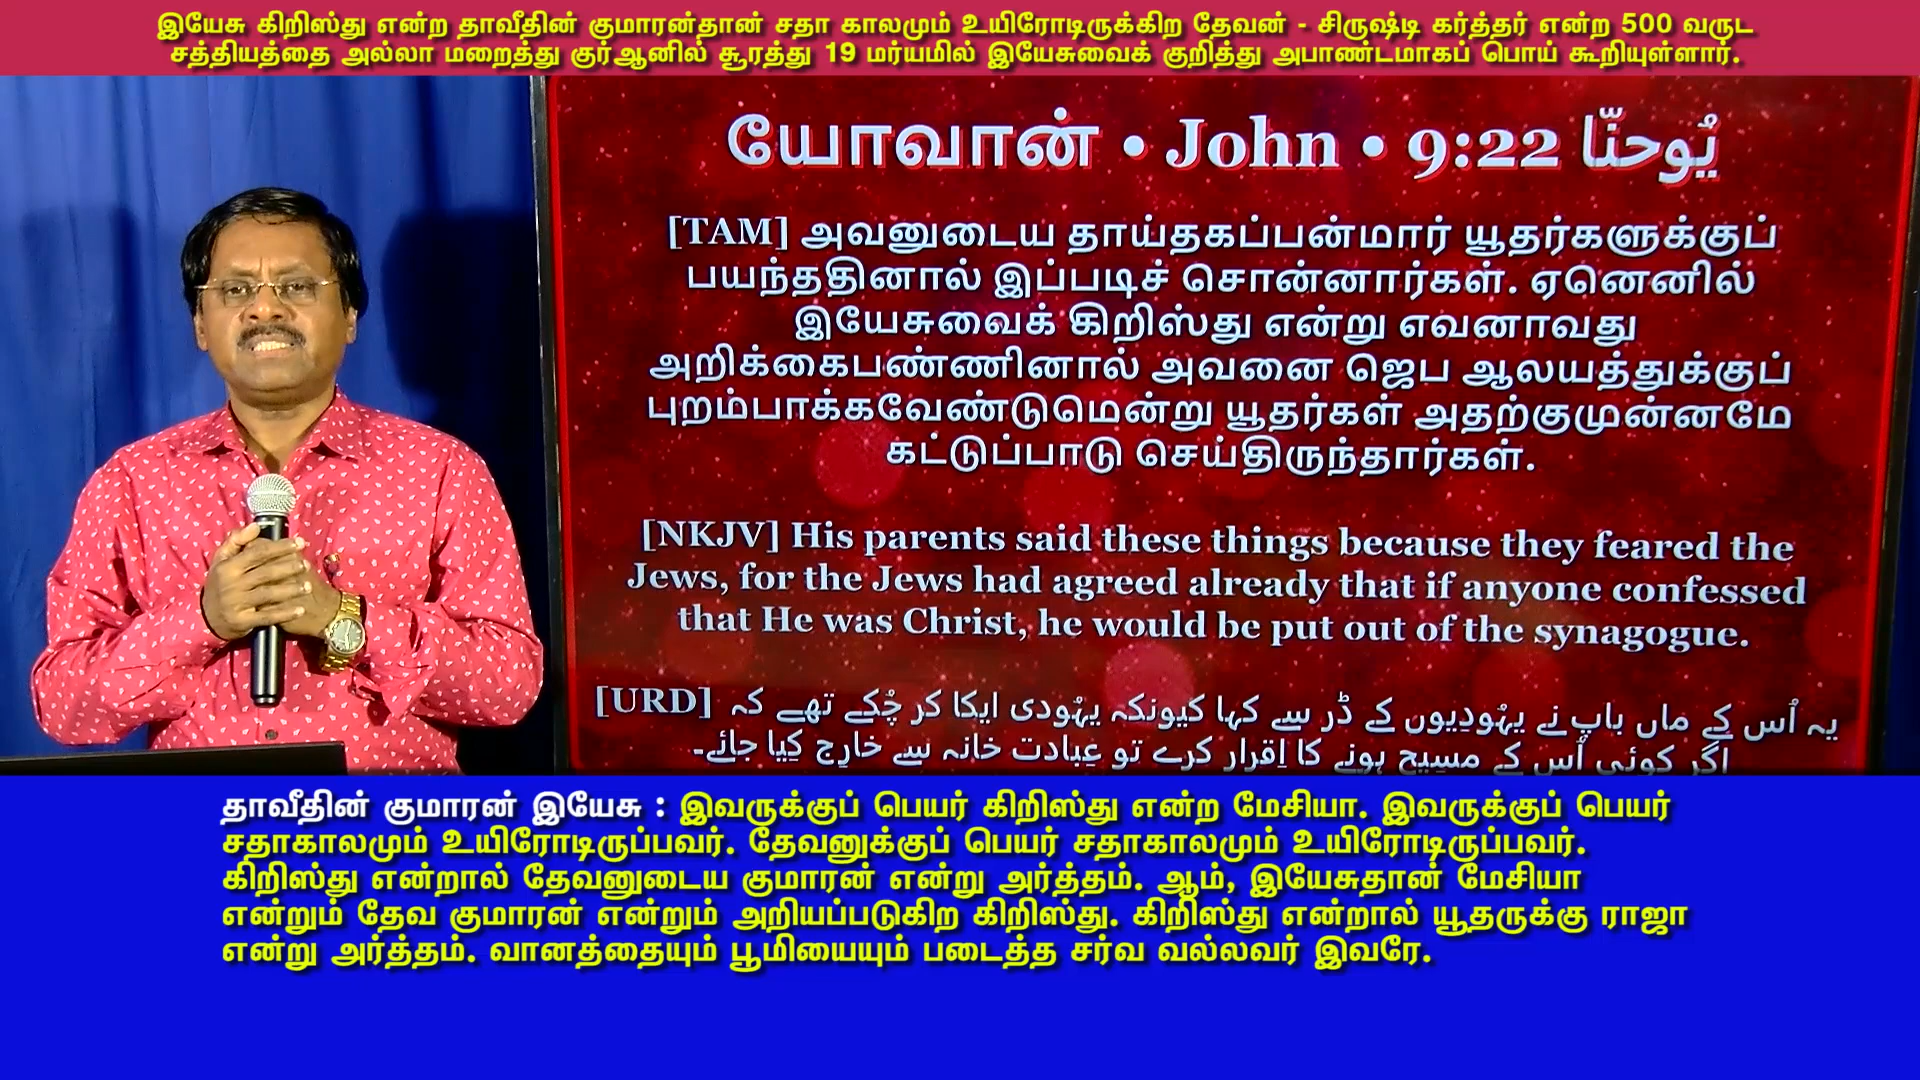 இயேசு கிறிஸ்து என்ற தாவீதின் குமாரன்தான் சதா காலமும் உயிரோடிருக்கிற தேவன் - சிருஷ்டி கர்த்தர் என்ற 500 வருட
சத்தியத்தை அல்லா மறைத்து குர்ஆனில் சூரத்து 19 மர்யமில் இயேசுவைக் குறித்து அபாண்டமாகப் பொய் கூறியுள்ளார்.
யோவான் • John • 9:22 يُوحنّا
[TAM] அவனுடைய தாய்தகப்பன்மார் யூதர்களுக்குப்
பயந்ததினால் இப்படிச் சொன்னார்கள். ஏனெனில்
இயேசுவைக் கிறிஸ்து என்று எவனாவது
அறிக்கைபண்ணினால் அவனை ஜெப ஆலயத்துக்குப்
புறம்பாக்கவேண்டுமென்று யூதர்கள் அதற்குமுன்னமே
கட்டுப்பாடு செய்திருந்தார்கள்.
[NKJV] His parents said these things because they feared the
Jews, for the Jews had agreed already that if anyone confessed
that He was Christ, he would be put out of the synagogue.
[URD] یہ اُس کے ماں باپ نے یہُودِیوں کے ڈر سے کہا کیونکہ یہُودی ایکا کر چُکے تھے کہ
اگر کوئی اُس کے مسِیح ہونے کا اِقرار کرے تو عِبادت خانہ سے خارِج کِیا جائے۔
தாவீதின் குமாரன் இயேசு : இவருக்குப் பெயர் கிறிஸ்து என்ற மேசியா. இவருக்குப் பெயர்
சதாகாலமும் உயிரோடிருப்பவர். தேவனுக்குப் பெயர் சதாகாலமும் உயிரோடிருப்பவர்.
கிறிஸ்து என்றால் தேவனுடைய குமாரன் என்று அர்த்தம். ஆம், இயேசுதான் மேசியா
என்றும் தேவ குமாரன் என்றும் அறியப்படுகிற கிறிஸ்து. கிறிஸ்து என்றால் யூதருக்கு ராஜா
என்று அர்த்தம். வானத்தையும் பூமியையும் படைத்த சர்வ வல்லவர் இவரே.